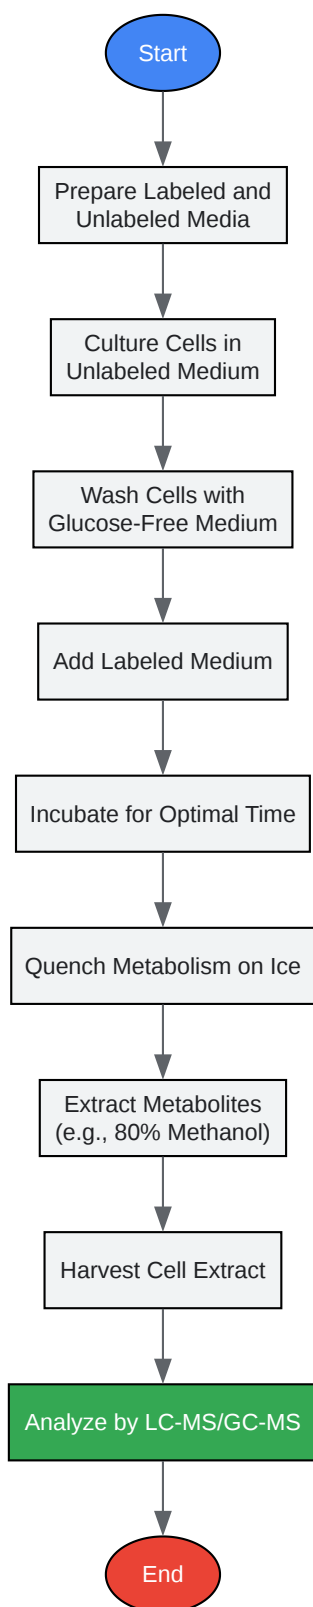 Start
Prepare Labeled and
Unlabeled Media
Culture Cells in
Unlabeled Medium
Wash Cells with
Glucose-Free Medium
Add Labeled Medium
Incubate for Optimal Time
Quench Metabolism on Ice
Extract Metabolites
(e.g., 80% Methanol)
Harvest Cell Extract
Analyze by LC-MS/GC-MS
End